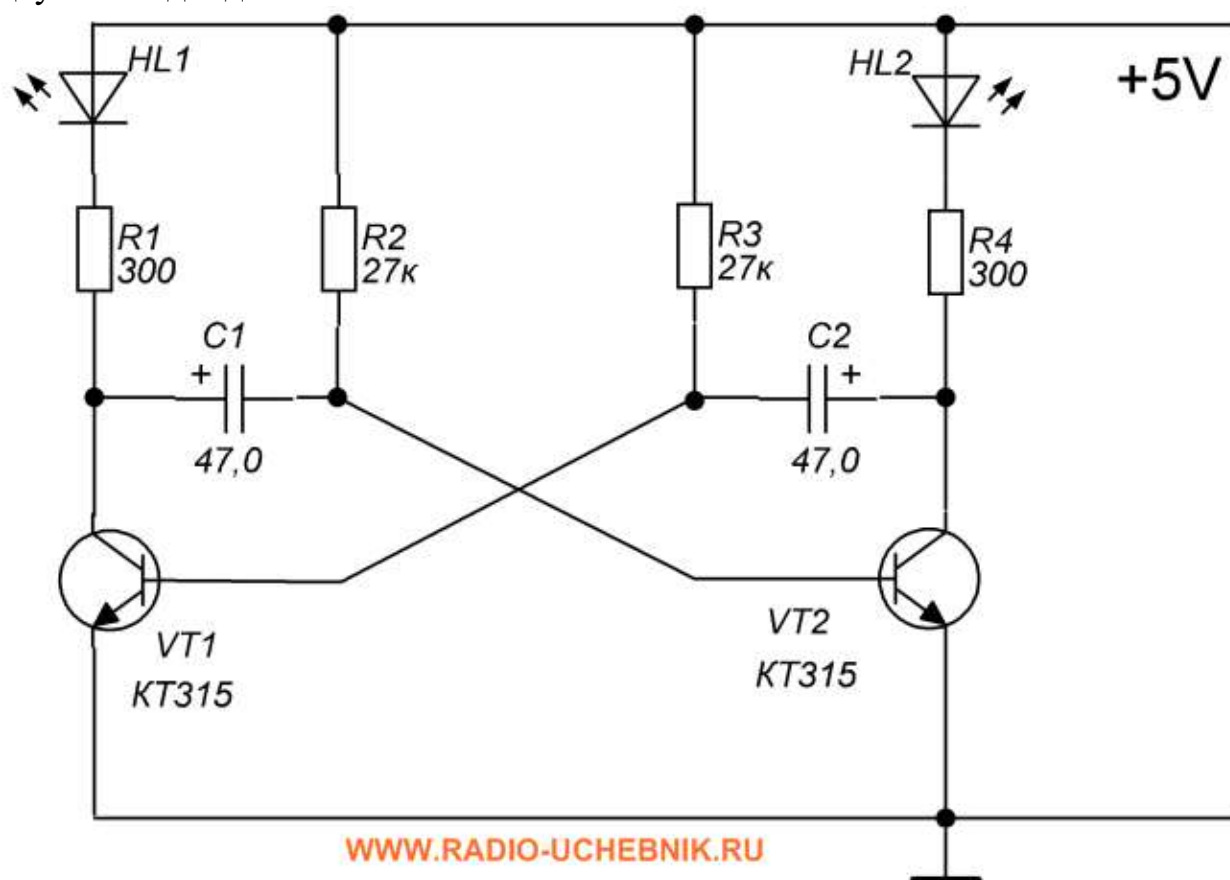 HL1
HL2
+5V
R1
300
R2
27к
R3
27к
R4
300
C1
+
47,0
C2
+
47,0
VT1
КТ315
VT2
КТ315
WWW.RADIO-UCHEBNIK.RU